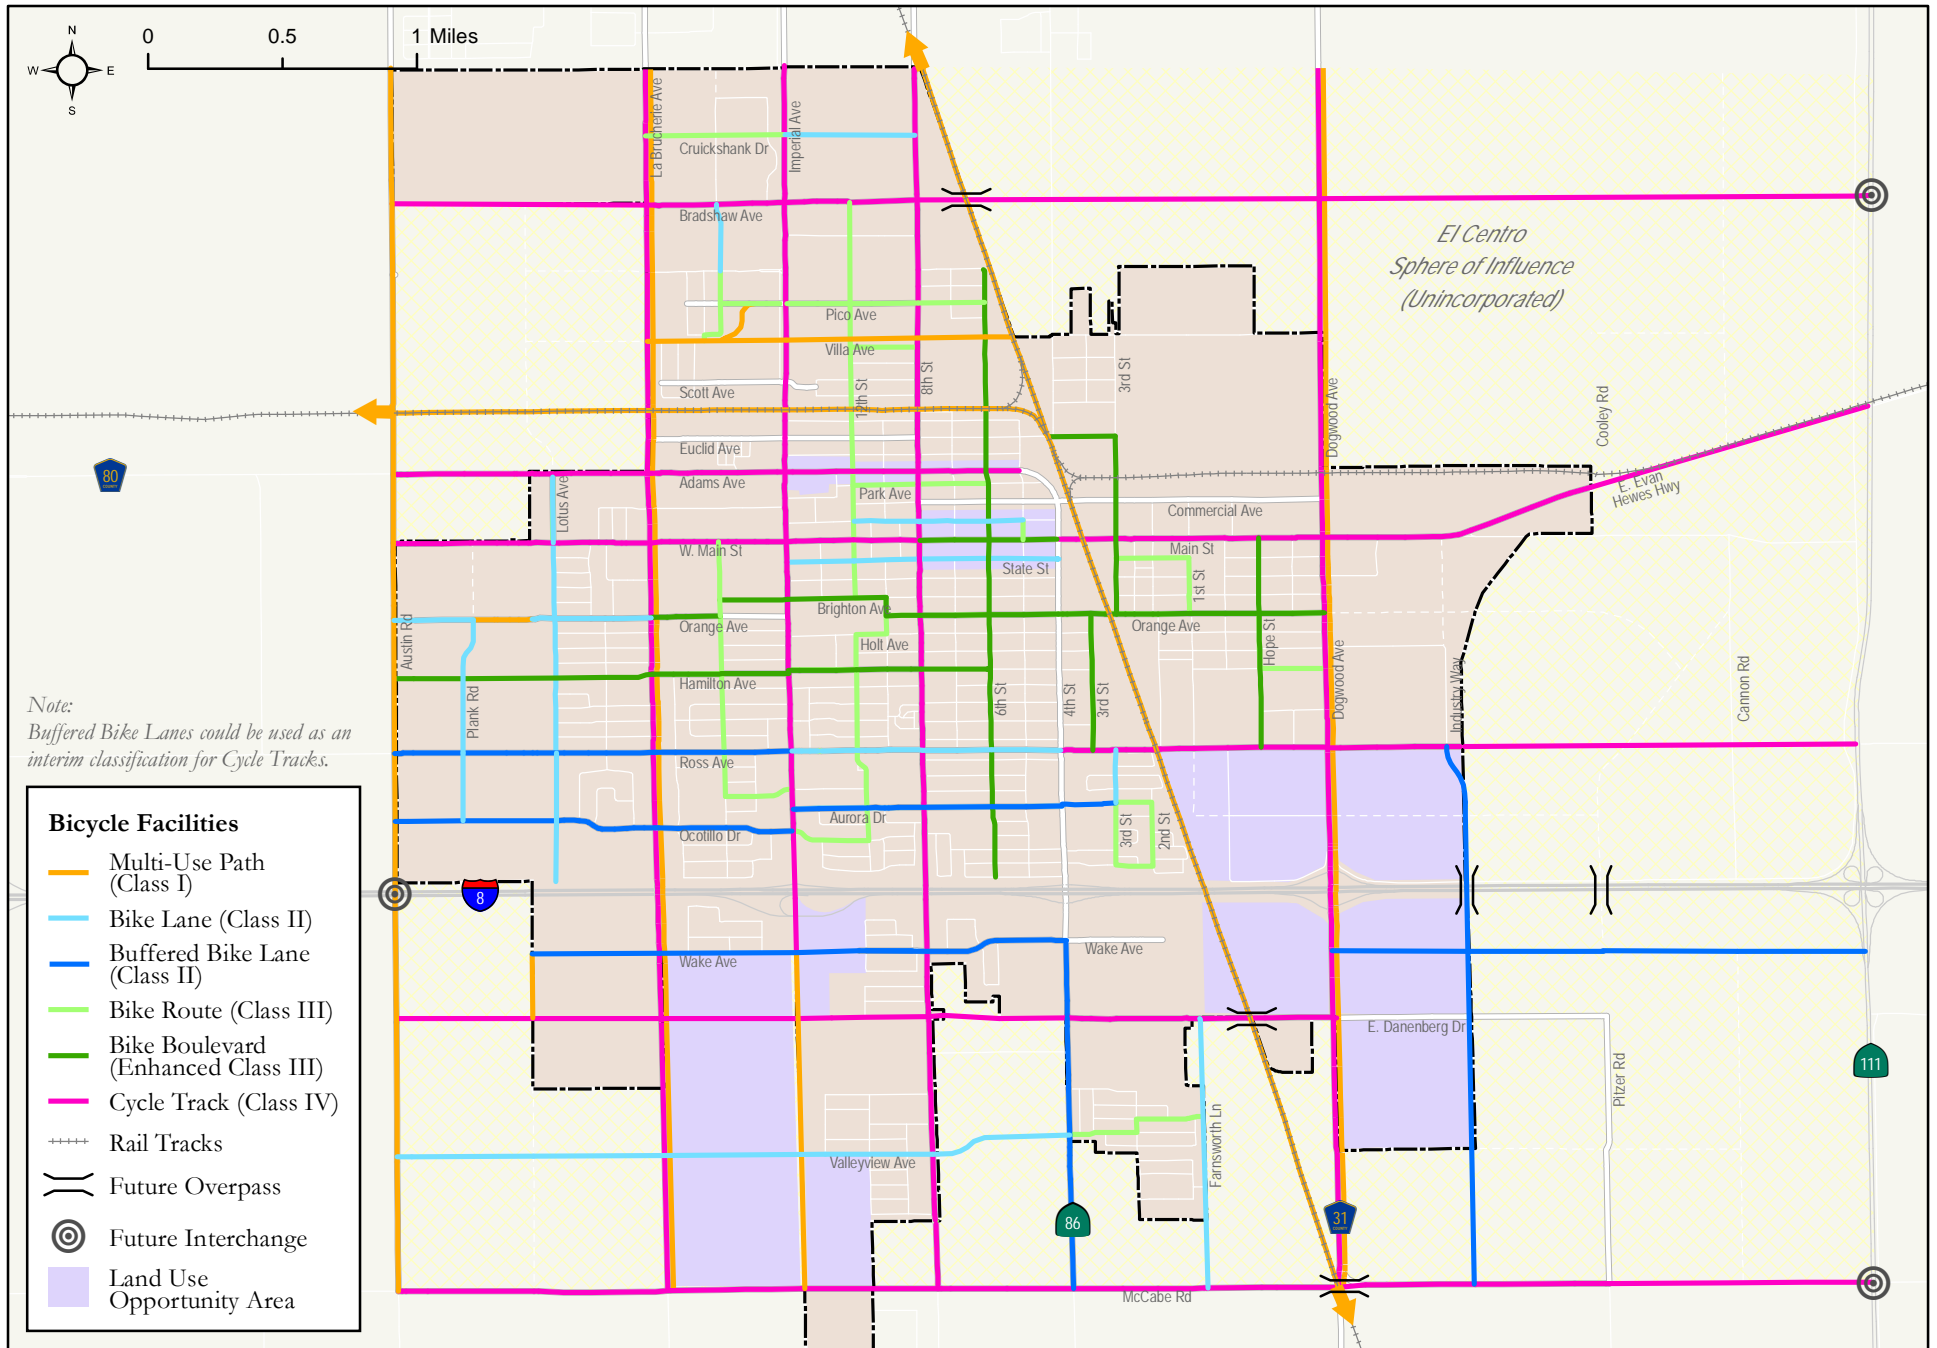 N
W
E
S
0
0.5
1 Miles
La Brucherie Ave
Imperial Ave
Cruickshank Dr
Bradshaw Ave
El Centro
Sphere of Influence
(Unincorporated)
Pico Ave
Villa Ave
Scott Ave
12th St
8th St
3rd St
Dogwood Ave
Cooley Rd
Euclid Ave
80
COUNTY
Adams Ave
Park Ave
Lotus Ave
E. Evan
Hewes Hwy
Commercial Ave
W. Main St
Main St
State St
1st St
Brighton Ave
Orange Ave
Orange Ave
Austin Rd
Holt Ave
Hope St
Hamilton Ave
Plank Rd
6th St
4th St
3rd St
Dogwood Ave
Industry Way
Cannon Rd
Note:
Buffered Bike Lanes could be used as an
interim classification for Cycle Tracks.
Ross Ave
Aurora Dr
Ocotillo Dr
3rd St
2nd St
8
Wake Ave
Wake Ave
E. Danenberg Dr
Pitzer Rd
111
Farnsworth Ln
Valleyview Ave
86
31
COUNTY
McCabe Rd
Bicycle Facilities
Multi-Use Path
(Class I)
Bike Lane (Class II)
Buffered Bike Lane
(Class II)
Bike Route (Class III)
Bike Boulevard
(Enhanced Class III)
Cycle Track (Class IV)
Rail Tracks
Future Overpass
Future Interchange
Land Use
Opportunity Area